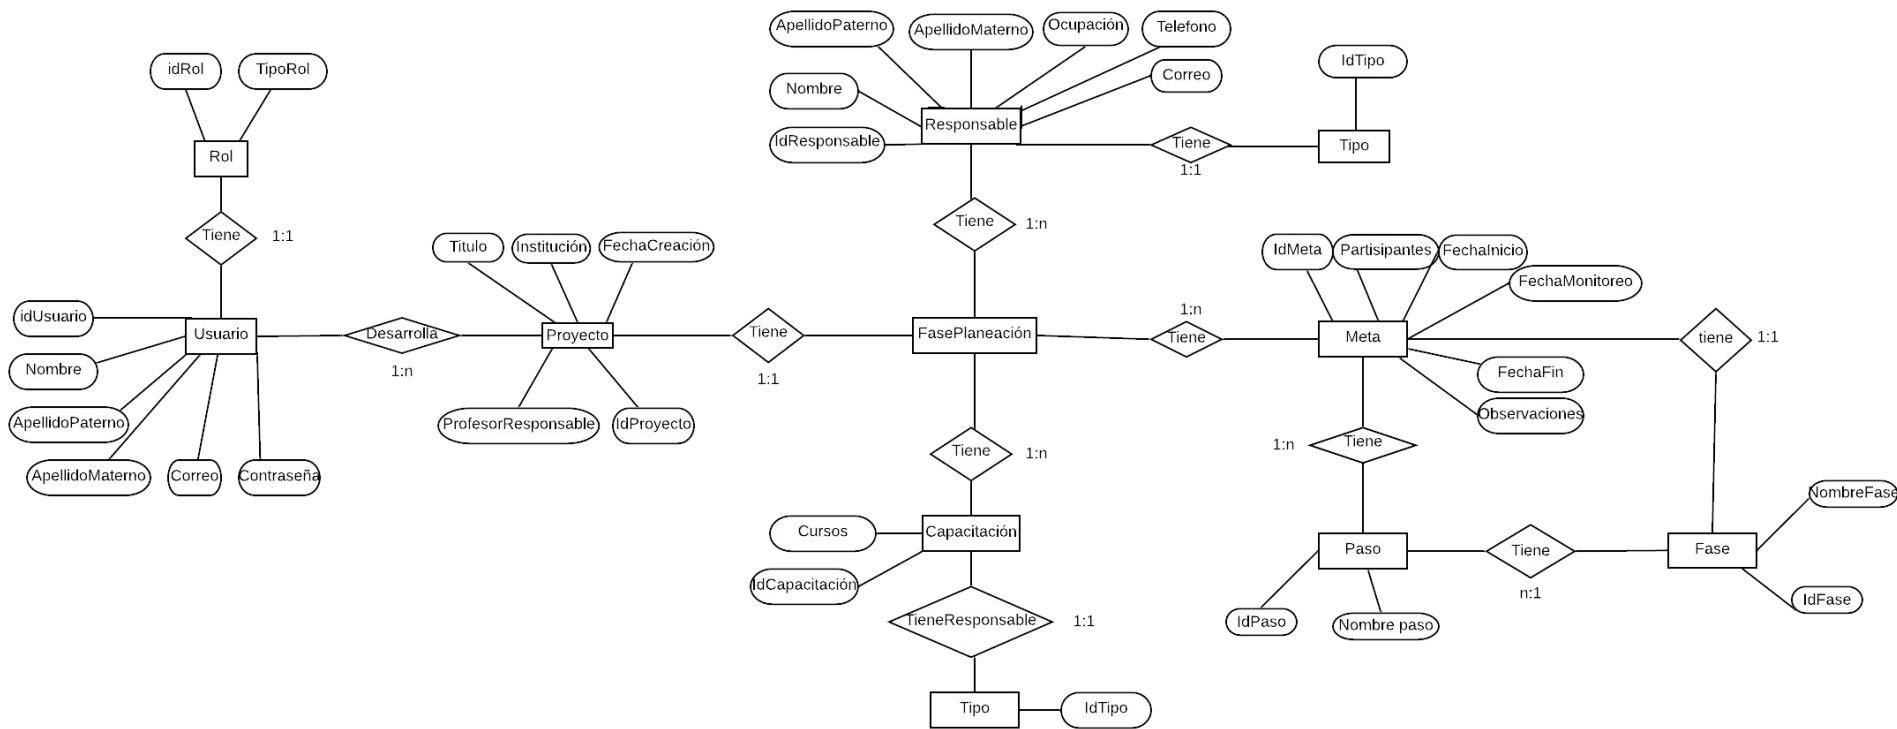 ApellidoPaterno
ApellidoMaterno
Ocupación
Telefono
idRol
TipoRol
IdTipo
Correo
Nombre
Responsable
IdResponsable
Tiene
1:1
Tipo
Rol
Tiene
1:1
Tiene
1:n
Titulo
Institución
FechaCreación
IdMeta
Partisipantes
FechaInicio
FechaMonitoreo
idUsuario
Usuario
Desarrolla
1:n
Proyecto
Tiene
1:1
FasePlaneación
1:n
Tiene
Meta
tiene
1:1
Nombre
FechaFin
ApellidoPaterno
ProfesorResponsable
IdProyecto
Observaciones
ApellidoMaterno
Correo
Contraseña
Tiene
1:n
1:n
Tiene
NombreFase
Cursos
Capacitación
Paso
Tiene
n:1
Fase
IdCapacitación
IdFase
TieneResponsable
1:1
IdPaso
Nombre paso
Tipo
IdTipo